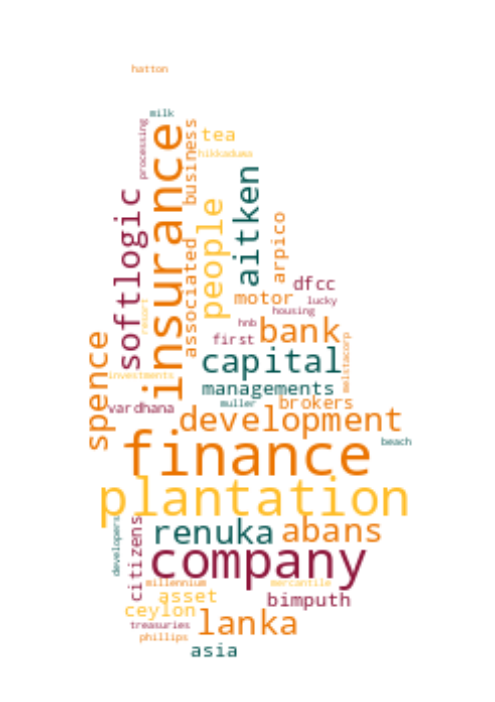 hatton
milk
processing
insurance
business
tea
hikkaduwa
softlogic
people
aitken
associated
arpico
resort
dfcc
motor
lucky
housing
hnb
bank
first
melstacorp
spence
capital
investments
managements
muller
brokers
vardhana
development
beach
finance
plantation
developers
citizens
renuka
abans
company
millennium
mercantile
asset
bimputh
ceylon
treasuries
lanka
phillips
asia